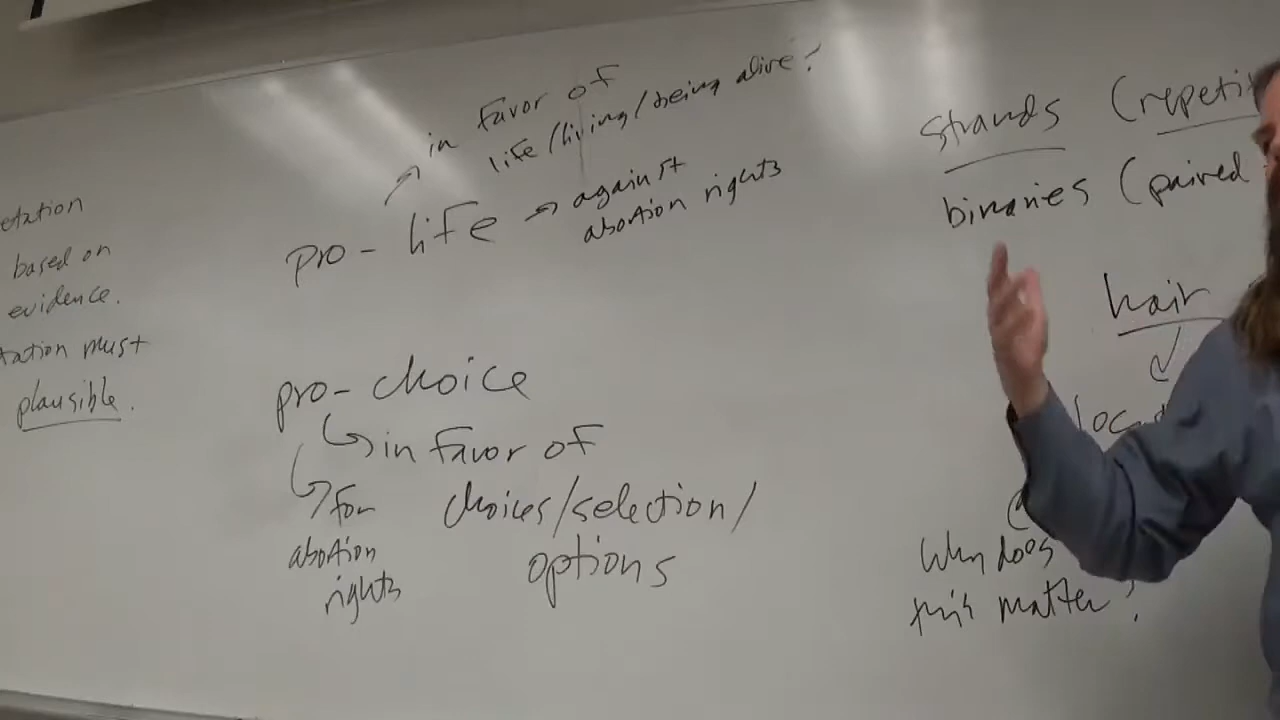 etation
based on
evidence.
tation must
plausible.
in favor of
life/living/being alive?
pro-life → against
abortion rights
pro-choice
in favor of
choices/selection/
options
for
abortion
rights
strands (repeti
binaries (paired
hair
loc
Why does
this matter?